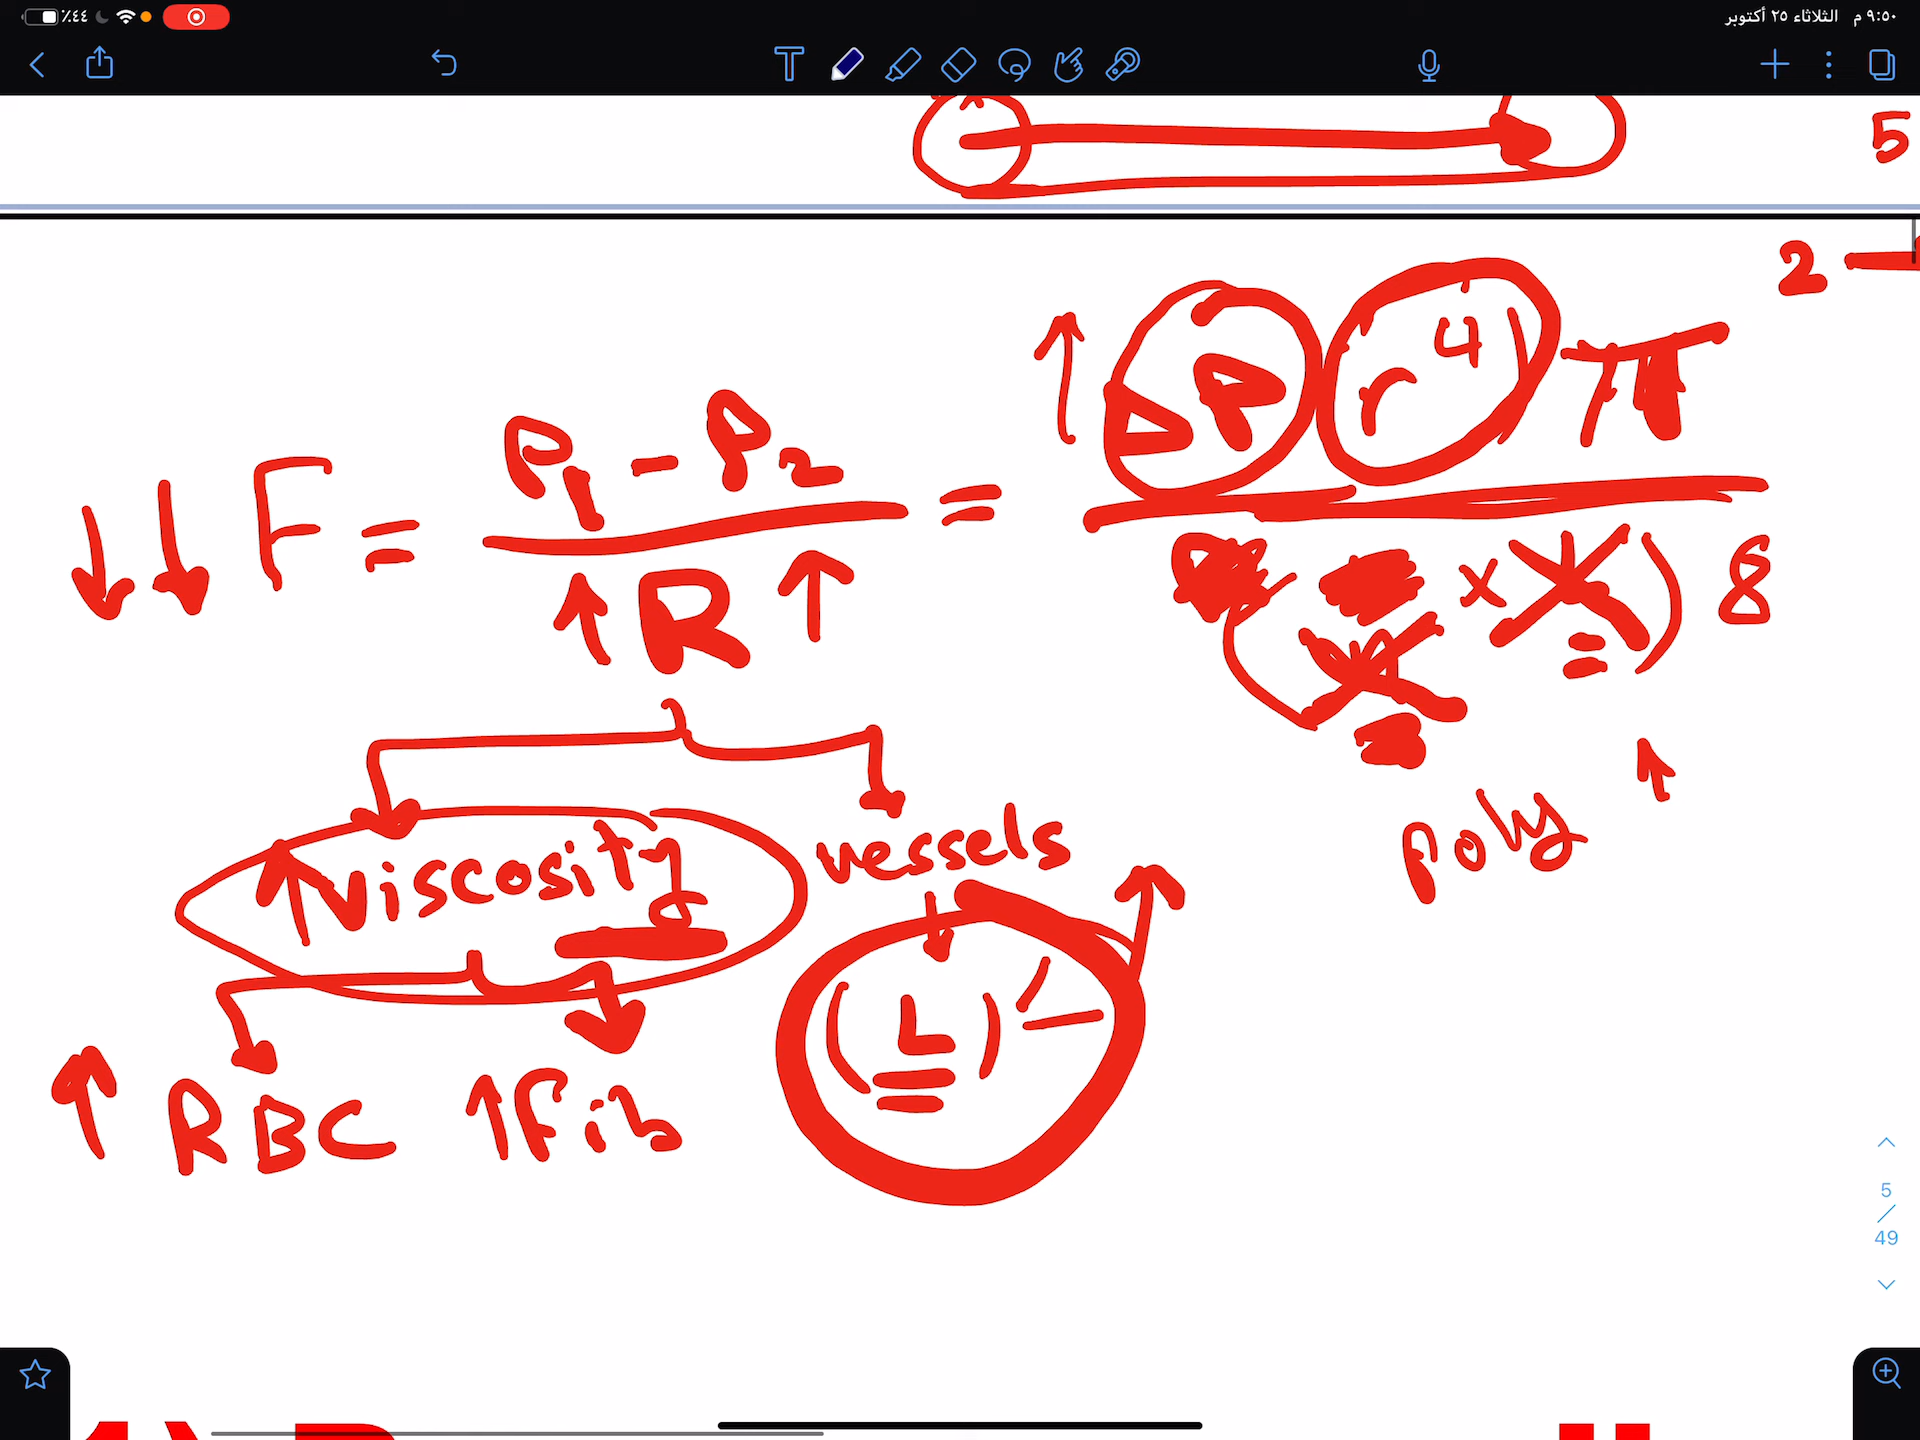 ٪٤٤
٩:٥٠ م الثلاثاء ٢٥ أكتوبر
T
5
2
F = P1 - P2 / R = ΔP r4 π / ( × ) 8
viscosity
vessels
Poly
(L)
RBC
Fib
5
/
49